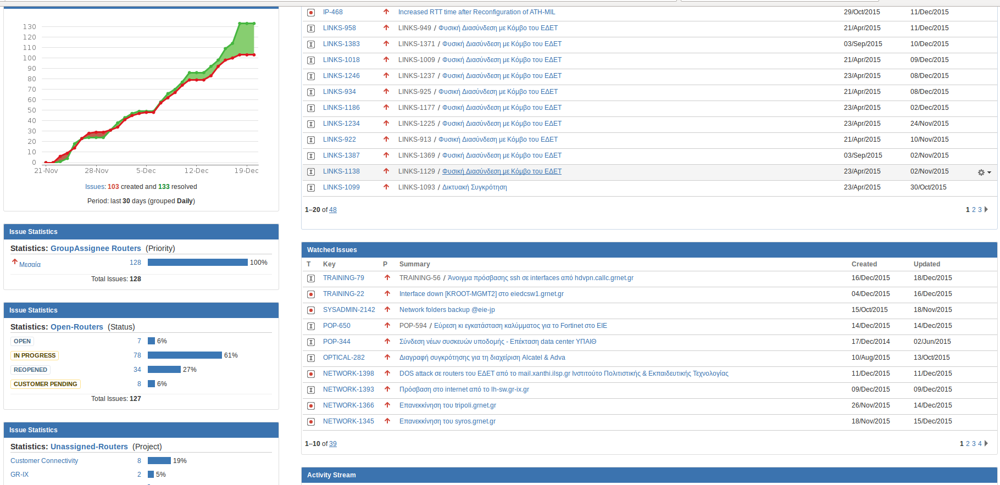 130
120
110
100
90
80
70
60
50
40
30
20
10
0
21-Nov 28-Nov 5-Dec 12-Dec 19-Dec
Issues: 103 created and 133 resolved
Period: last 30 days (grouped Daily)
Issue Statistics
Statistics: GroupAssignee Routers (Priority)
Μεσαία 128 100%
Total Issues: 128
Issue Statistics
Statistics: Open-Routers (Status)
OPEN 7 6%
IN PROGRESS 78 61%
REOPENED 34 27%
CUSTOMER PENDING 8 6%
Total Issues: 127
Issue Statistics
Statistics: Unassigned-Routers (Project)
Customer Connectivity 8 19%
GR-IX 2 5%
IP-468 Increased RTT time after Reconfiguration of ATH-MIL 29/Oct/2015 11/Dec/2015
LINKS-958 LINKS-949 / Φυσική Διασύνδεση με Κόμβο του ΕΔΕΤ 21/Apr/2015 11/Dec/2015
LINKS-1383 LINKS-1371 / Φυσική Διασύνδεση με Κόμβο του ΕΔΕΤ 03/Sep/2015 10/Dec/2015
LINKS-1018 LINKS-1009 / Φυσική Διασύνδεση με Κόμβο του ΕΔΕΤ 21/Apr/2015 09/Dec/2015
LINKS-1246 LINKS-1237 / Φυσική Διασύνδεση με Κόμβο του ΕΔΕΤ 23/Apr/2015 08/Dec/2015
LINKS-934 LINKS-925 / Φυσική Διασύνδεση με Κόμβο του ΕΔΕΤ 21/Apr/2015 08/Dec/2015
LINKS-1186 LINKS-1177 / Φυσική Διασύνδεση με Κόμβο του ΕΔΕΤ 23/Apr/2015 02/Dec/2015
LINKS-1234 LINKS-1225 / Φυσική Διασύνδεση με Κόμβο του ΕΔΕΤ 23/Apr/2015 24/Nov/2015
LINKS-922 LINKS-913 / Φυσική Διασύνδεση με Κόμβο του ΕΔΕΤ 21/Apr/2015 10/Nov/2015
LINKS-1387 LINKS-1369 / Φυσική Διασύνδεση με Κόμβο του ΕΔΕΤ 03/Sep/2015 02/Nov/2015
LINKS-1138 LINKS-1129 / Φυσική Διασύνδεση με Κόμβο του ΕΔΕΤ 23/Apr/2015 02/Nov/2015
LINKS-1099 LINKS-1093 / Δικτυακή Συγκρότηση 23/Apr/2015 30/Oct/2015
1–20 of 48 1 2 3
Watched Issues
T Key P Summary Created Updated
TRAINING-79 TRAINING-56 / Άνοιγμα πρόσβασης ssh σε interfaces από hdvpn.callc.grnet.gr 16/Dec/2015 18/Dec/2015
TRAINING-22 Interface down [KROOT-MGMT2] στο eiedcsw1.grnet.gr 04/Dec/2015 16/Dec/2015
SYSADMIN-2142 Network folders backup @eie-jp 15/Oct/2015 18/Nov/2015
POP-650 POP-594 / Εύρεση κι εγκατάσταση καλύμματος για το Fortinet στο ΕΙΕ 14/Dec/2015 14/Dec/2015
POP-344 Σύνδεση νέων συσκευών υποδομής - Επέκταση data center ΥΠΑΙΘ 17/Dec/2014 02/Jun/2015
OPTICAL-282 Διαγραφή συγκρότησης για τη διαχείριση Alcatel & Adva 10/Aug/2015 13/Oct/2015
NETWORK-1398 DOS attack σε routers του ΕΔΕΤ από το mail.xanthi.ilsp.gr Ινστιτούτο Πολιτιστικής & Εκπαιδευτικής Τεχνολογίας 11/Dec/2015 11/Dec/2015
NETWORK-1393 Πρόσβαση στο internet από το lh-sw.gr-ix.gr 09/Dec/2015 09/Dec/2015
NETWORK-1366 Επανεκκίνηση του tripoli.grnet.gr 26/Nov/2015 14/Dec/2015
NETWORK-1345 Επανεκκίνηση του syros.grnet.gr 18/Nov/2015 15/Dec/2015
1–10 of 39 1 2 3 4
Activity Stream